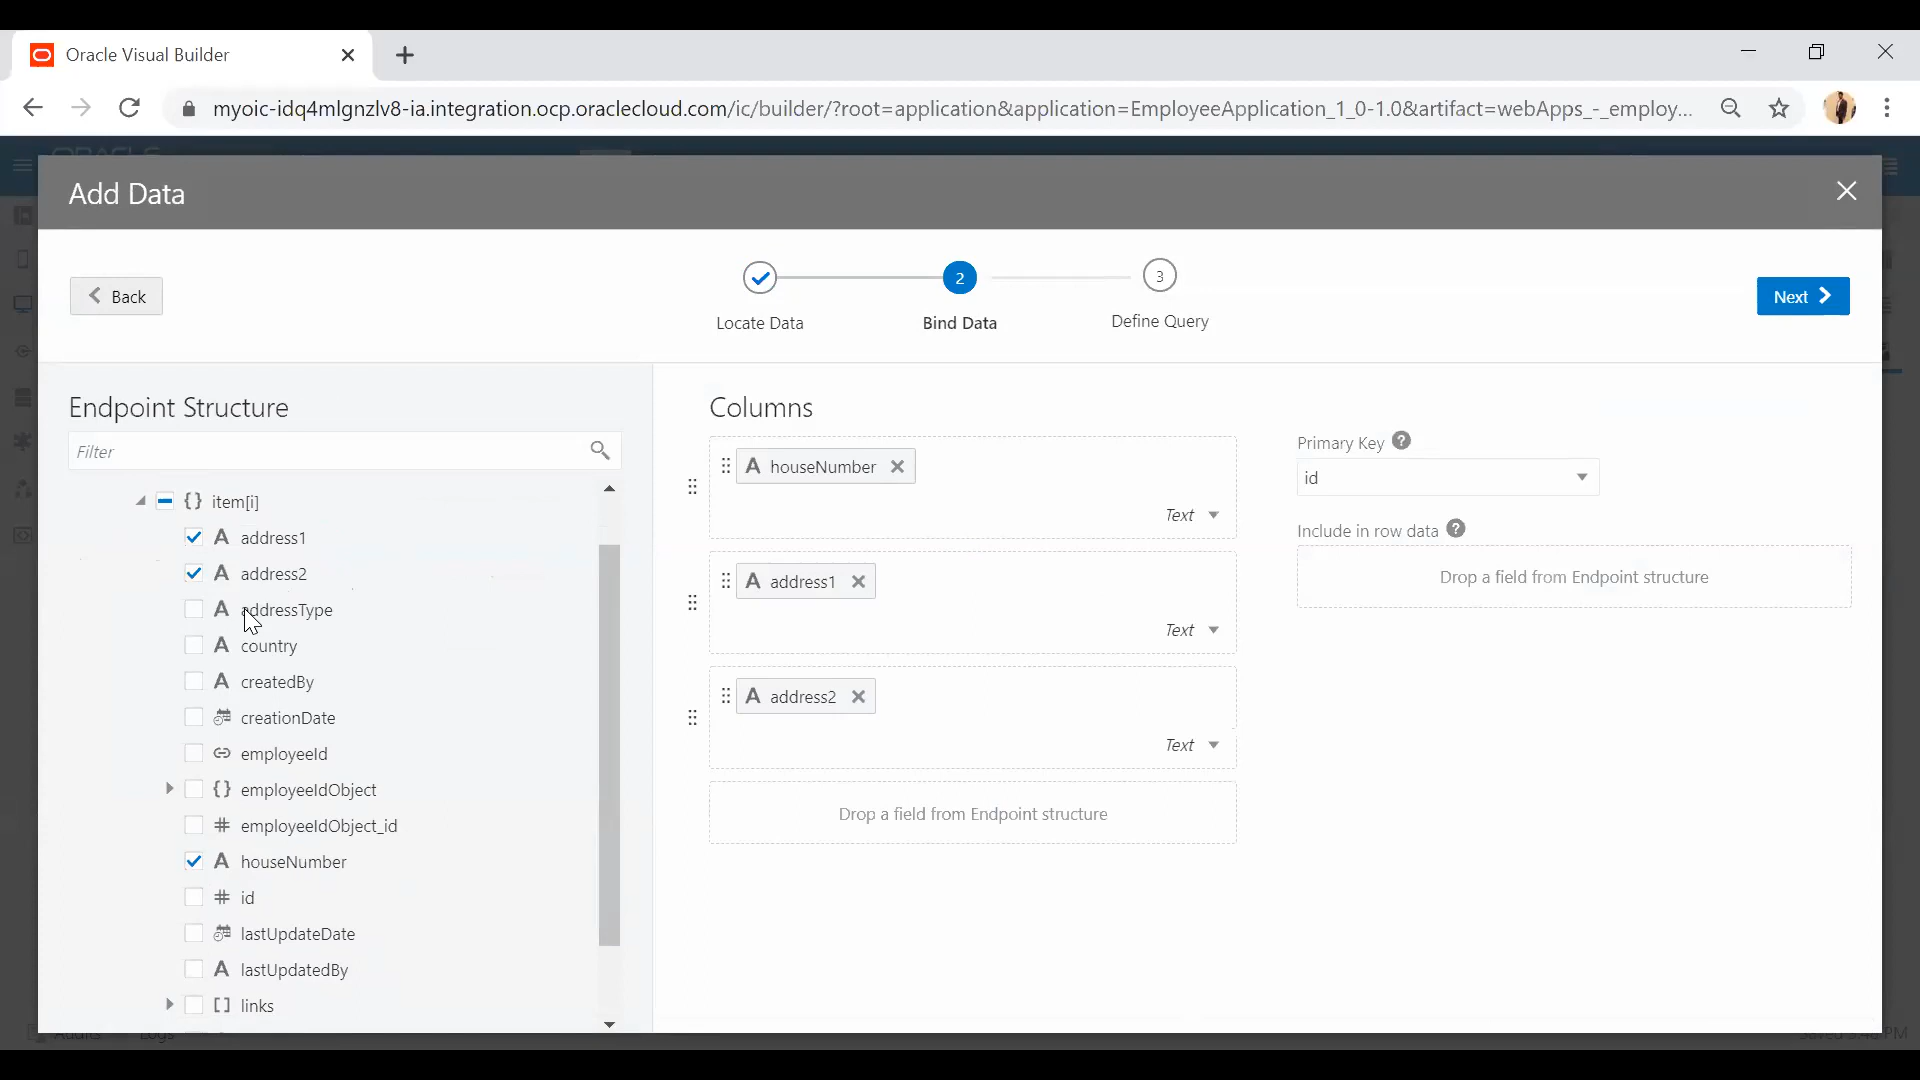 Oracle Visual Builder
myoic-idq4mlgnzlv8-ia.integration.ocp.oraclecloud.com/ic/builder/?root=application&application=EmployeeApplication_1_0-1.0&artifact=webApps_-_employ...
ORACLE
Add Data
Back
2
3
Next
Locate Data
Bind Data
Define Query
Endpoint Structure
Filter
{} item[i]
A address1
A address2
A addressType
A country
A createdBy
creationDate
employeeId
{} employeeIdObject
# employeeIdObject_id
A houseNumber
# id
lastUpdateDate
A lastUpdatedBy
[] links
Columns
A houseNumber
Text
A address1
Text
A address2
Text
Drop a field from Endpoint structure
Primary Key ?
id
Include in row data ?
Drop a field from Endpoint structure
Audits Logs